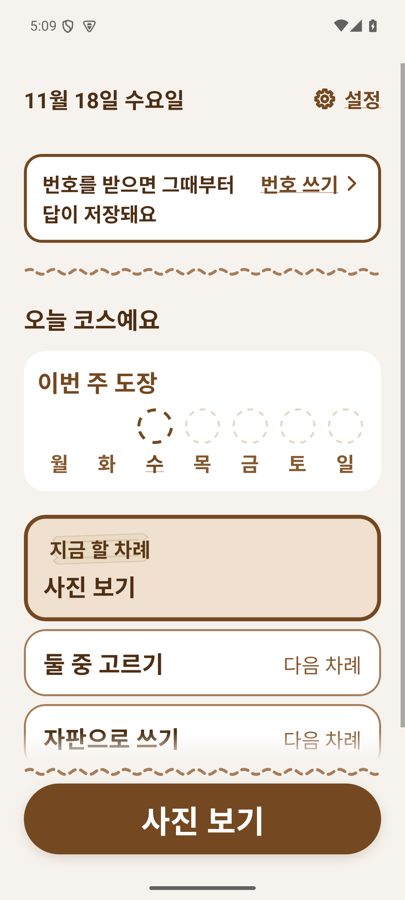 5:09
11월 18일 수요일
설정
번호를 받으면 그때부터
답이 저장돼요
번호 쓰기
오늘 코스예요
이번 주 도장
월 화 수 목 금 토 일
지금 할 차례
사진 보기
둘 중 고르기
다음 차례
자판으로 쓰기
다음 차례
사진 보기